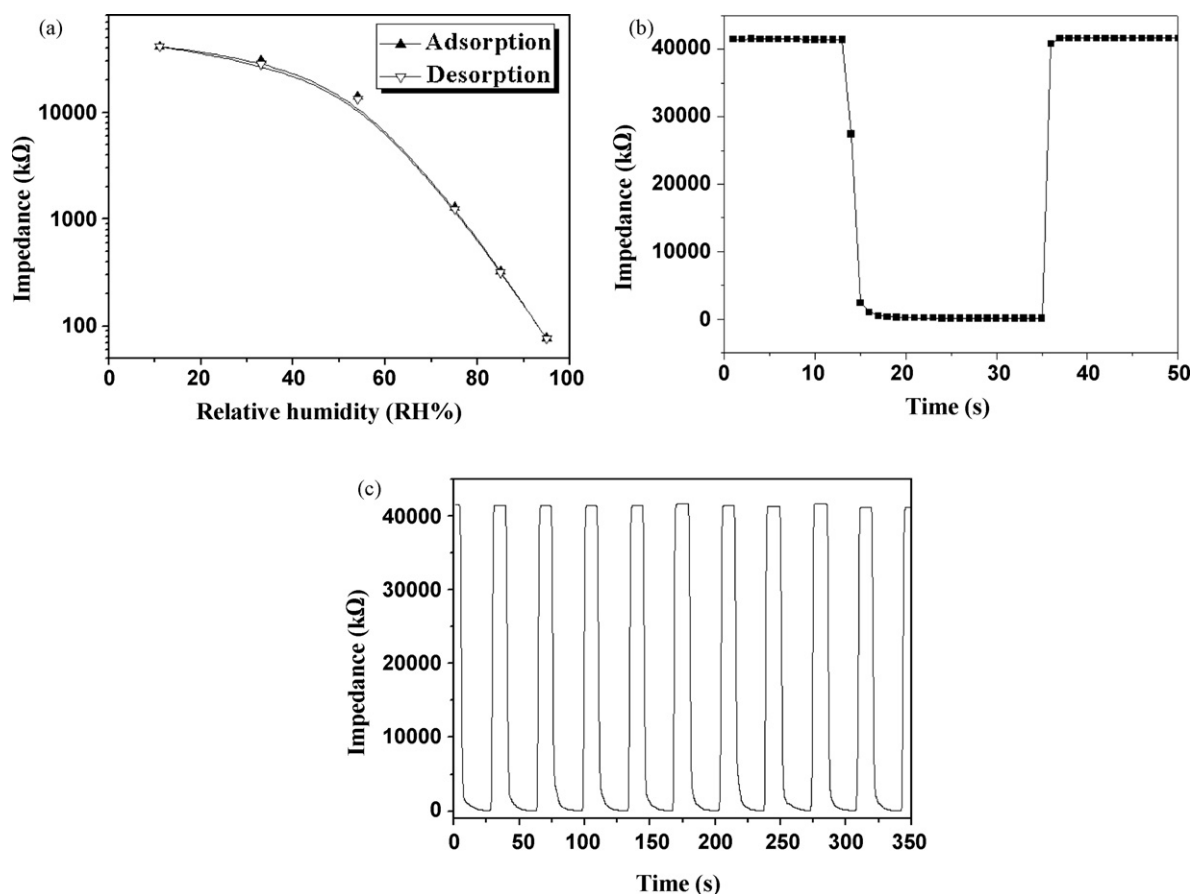 (a)
Adsorption
Desorption
10000
1000
100
Impedance (kΩ)
0 20 40 60 80 100
Relative humidity (RH%)
(b)
40000
30000
20000
10000
0
Impedance (kΩ)
0 10 20 30 40 50
Time (s)
(c)
40000
30000
20000
10000
0
Impedance (kΩ)
0 50 100 150 200 250 300 350
Time (s)